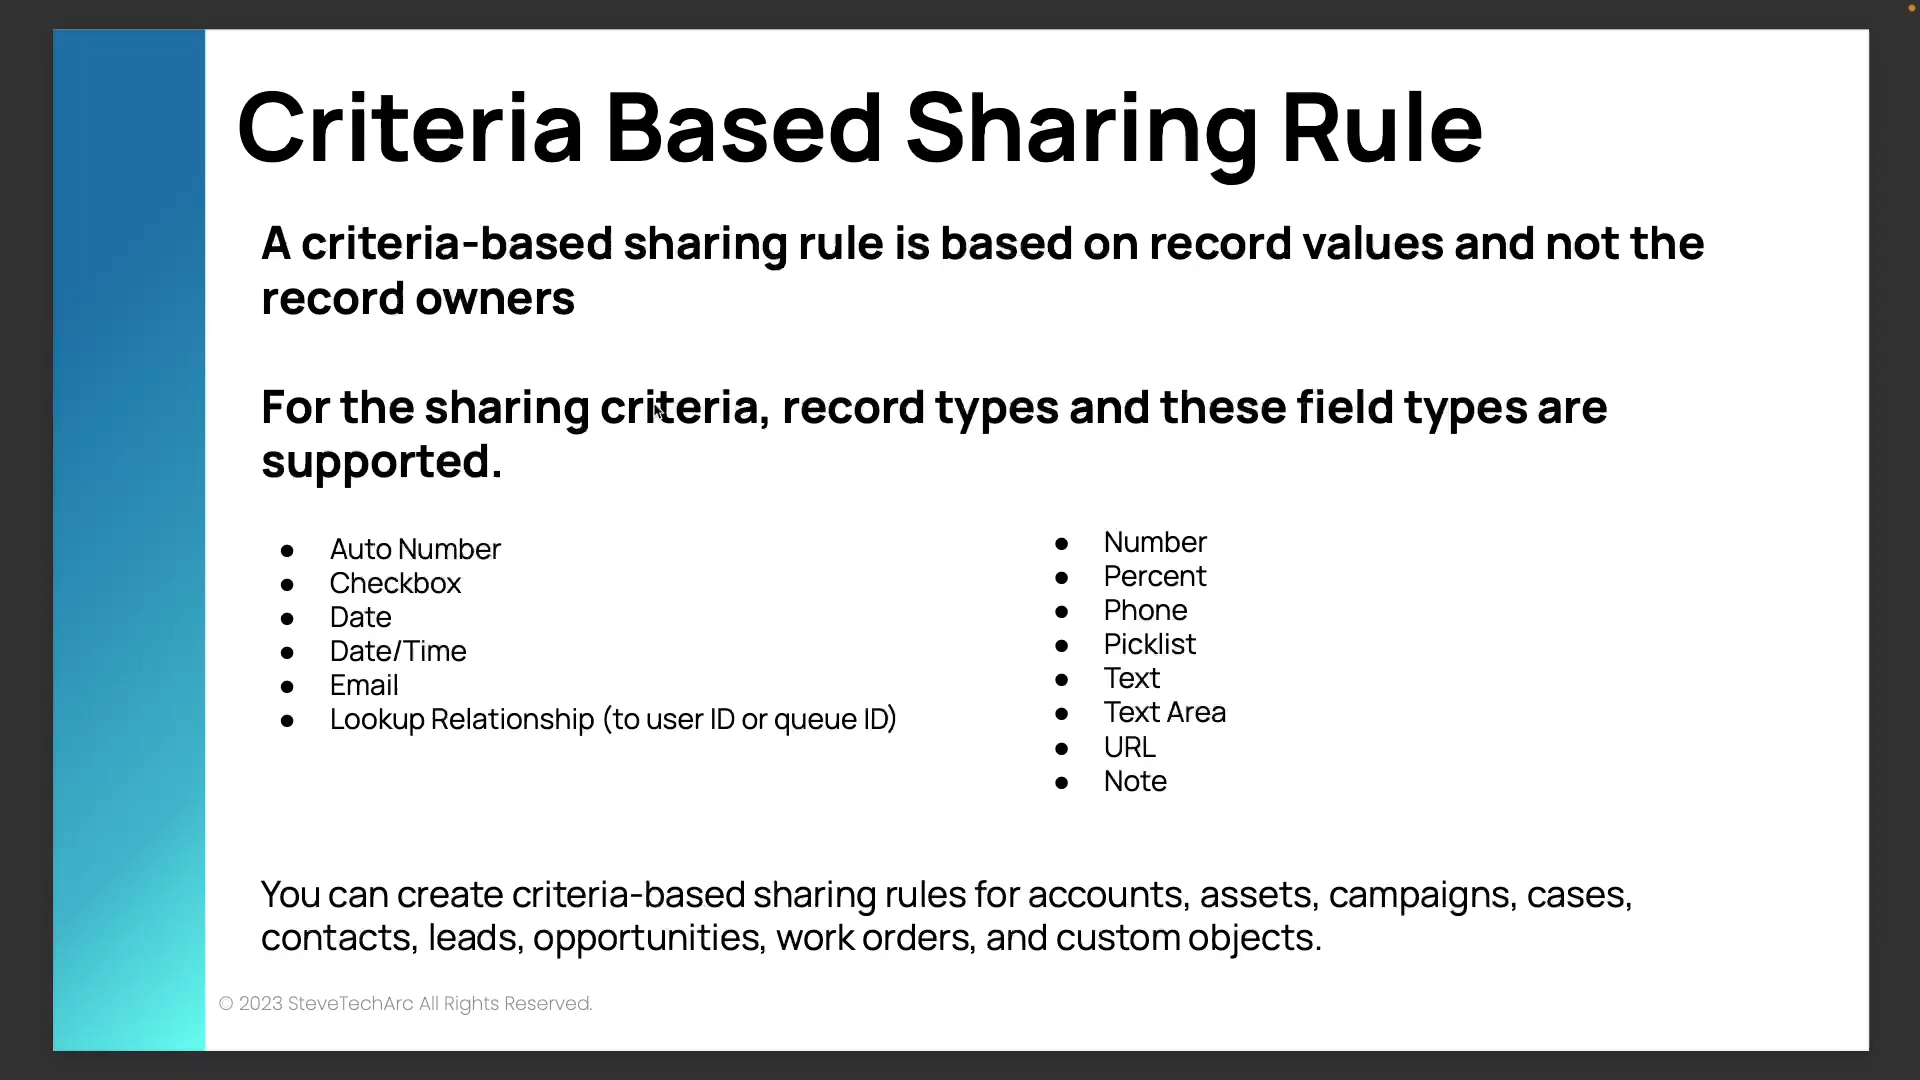 Criteria Based Sharing Rule
A criteria-based sharing rule is based on record values and not the
record owners
For the sharing criteria, record types and these field types are
supported.
● Auto Number
● Checkbox
● Date
● Date/Time
● Email
● Lookup Relationship (to user ID or queue ID)
● Number
● Percent
● Phone
● Picklist
● Text
● Text Area
● URL
● Note
You can create criteria-based sharing rules for accounts, assets, campaigns, cases,
contacts, leads, opportunities, work orders, and custom objects.
© 2023 SteveTechArc All Rights Reserved.